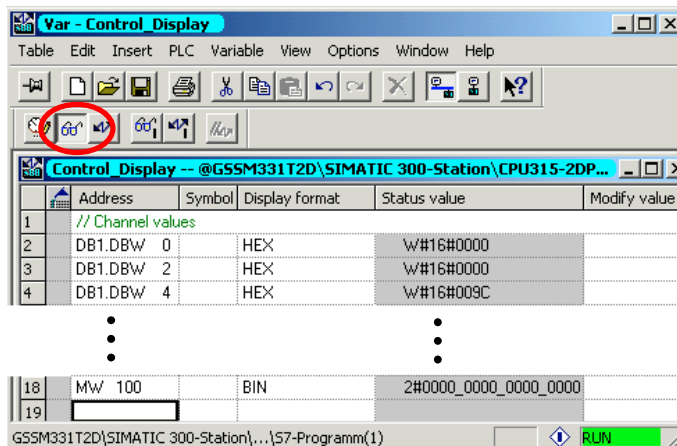 Var - Control_Display
Table Edit Insert PLC Variable View Options Window Help
Control_Display -- @GSSM331T2D\SIMATIC 300-Station\CPU315-2DP...
Address Symbol Display format Status value Modify value
1 // Channel values
2 DB1.DBW 0 HEX W#16#0000
3 DB1.DBW 2 HEX W#16#0000
4 DB1.DBW 4 HEX W#16#009C
18 MW 100 BIN 2#0000_0000_0000_0000
19
GSSM331T2D\SIMATIC 300-Station\...\S7-Programm(1) RUN